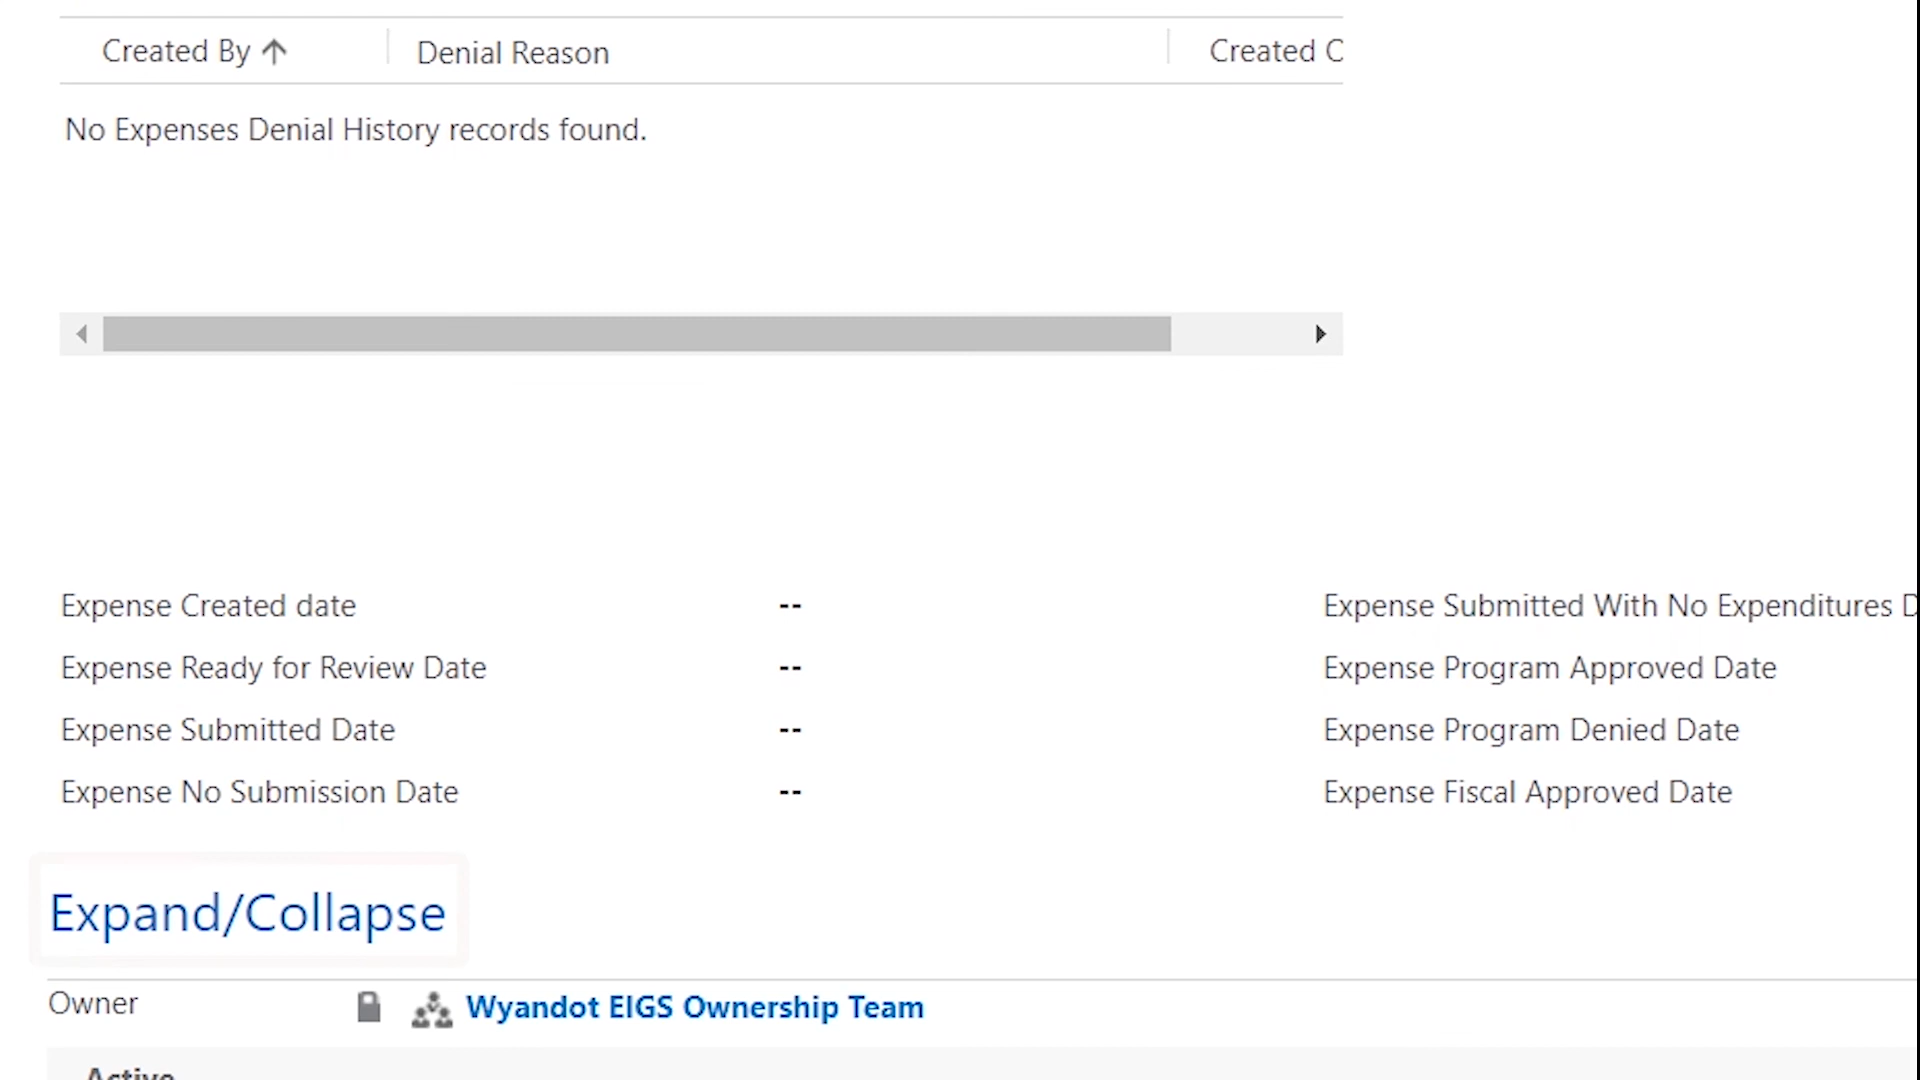 Created By Denial Reason Created
No Expenses Denial History records found.
Expense Created date -- Expense Submitted With No Expenditures
Expense Ready for Review Date -- Expense Program Approved Date
Expense Submitted Date -- Expense Program Denied Date
Expense No Submission Date -- Expense Fiscal Approved Date
Expand/Collapse
Owner Wyandot EIGS Ownership Team
Active